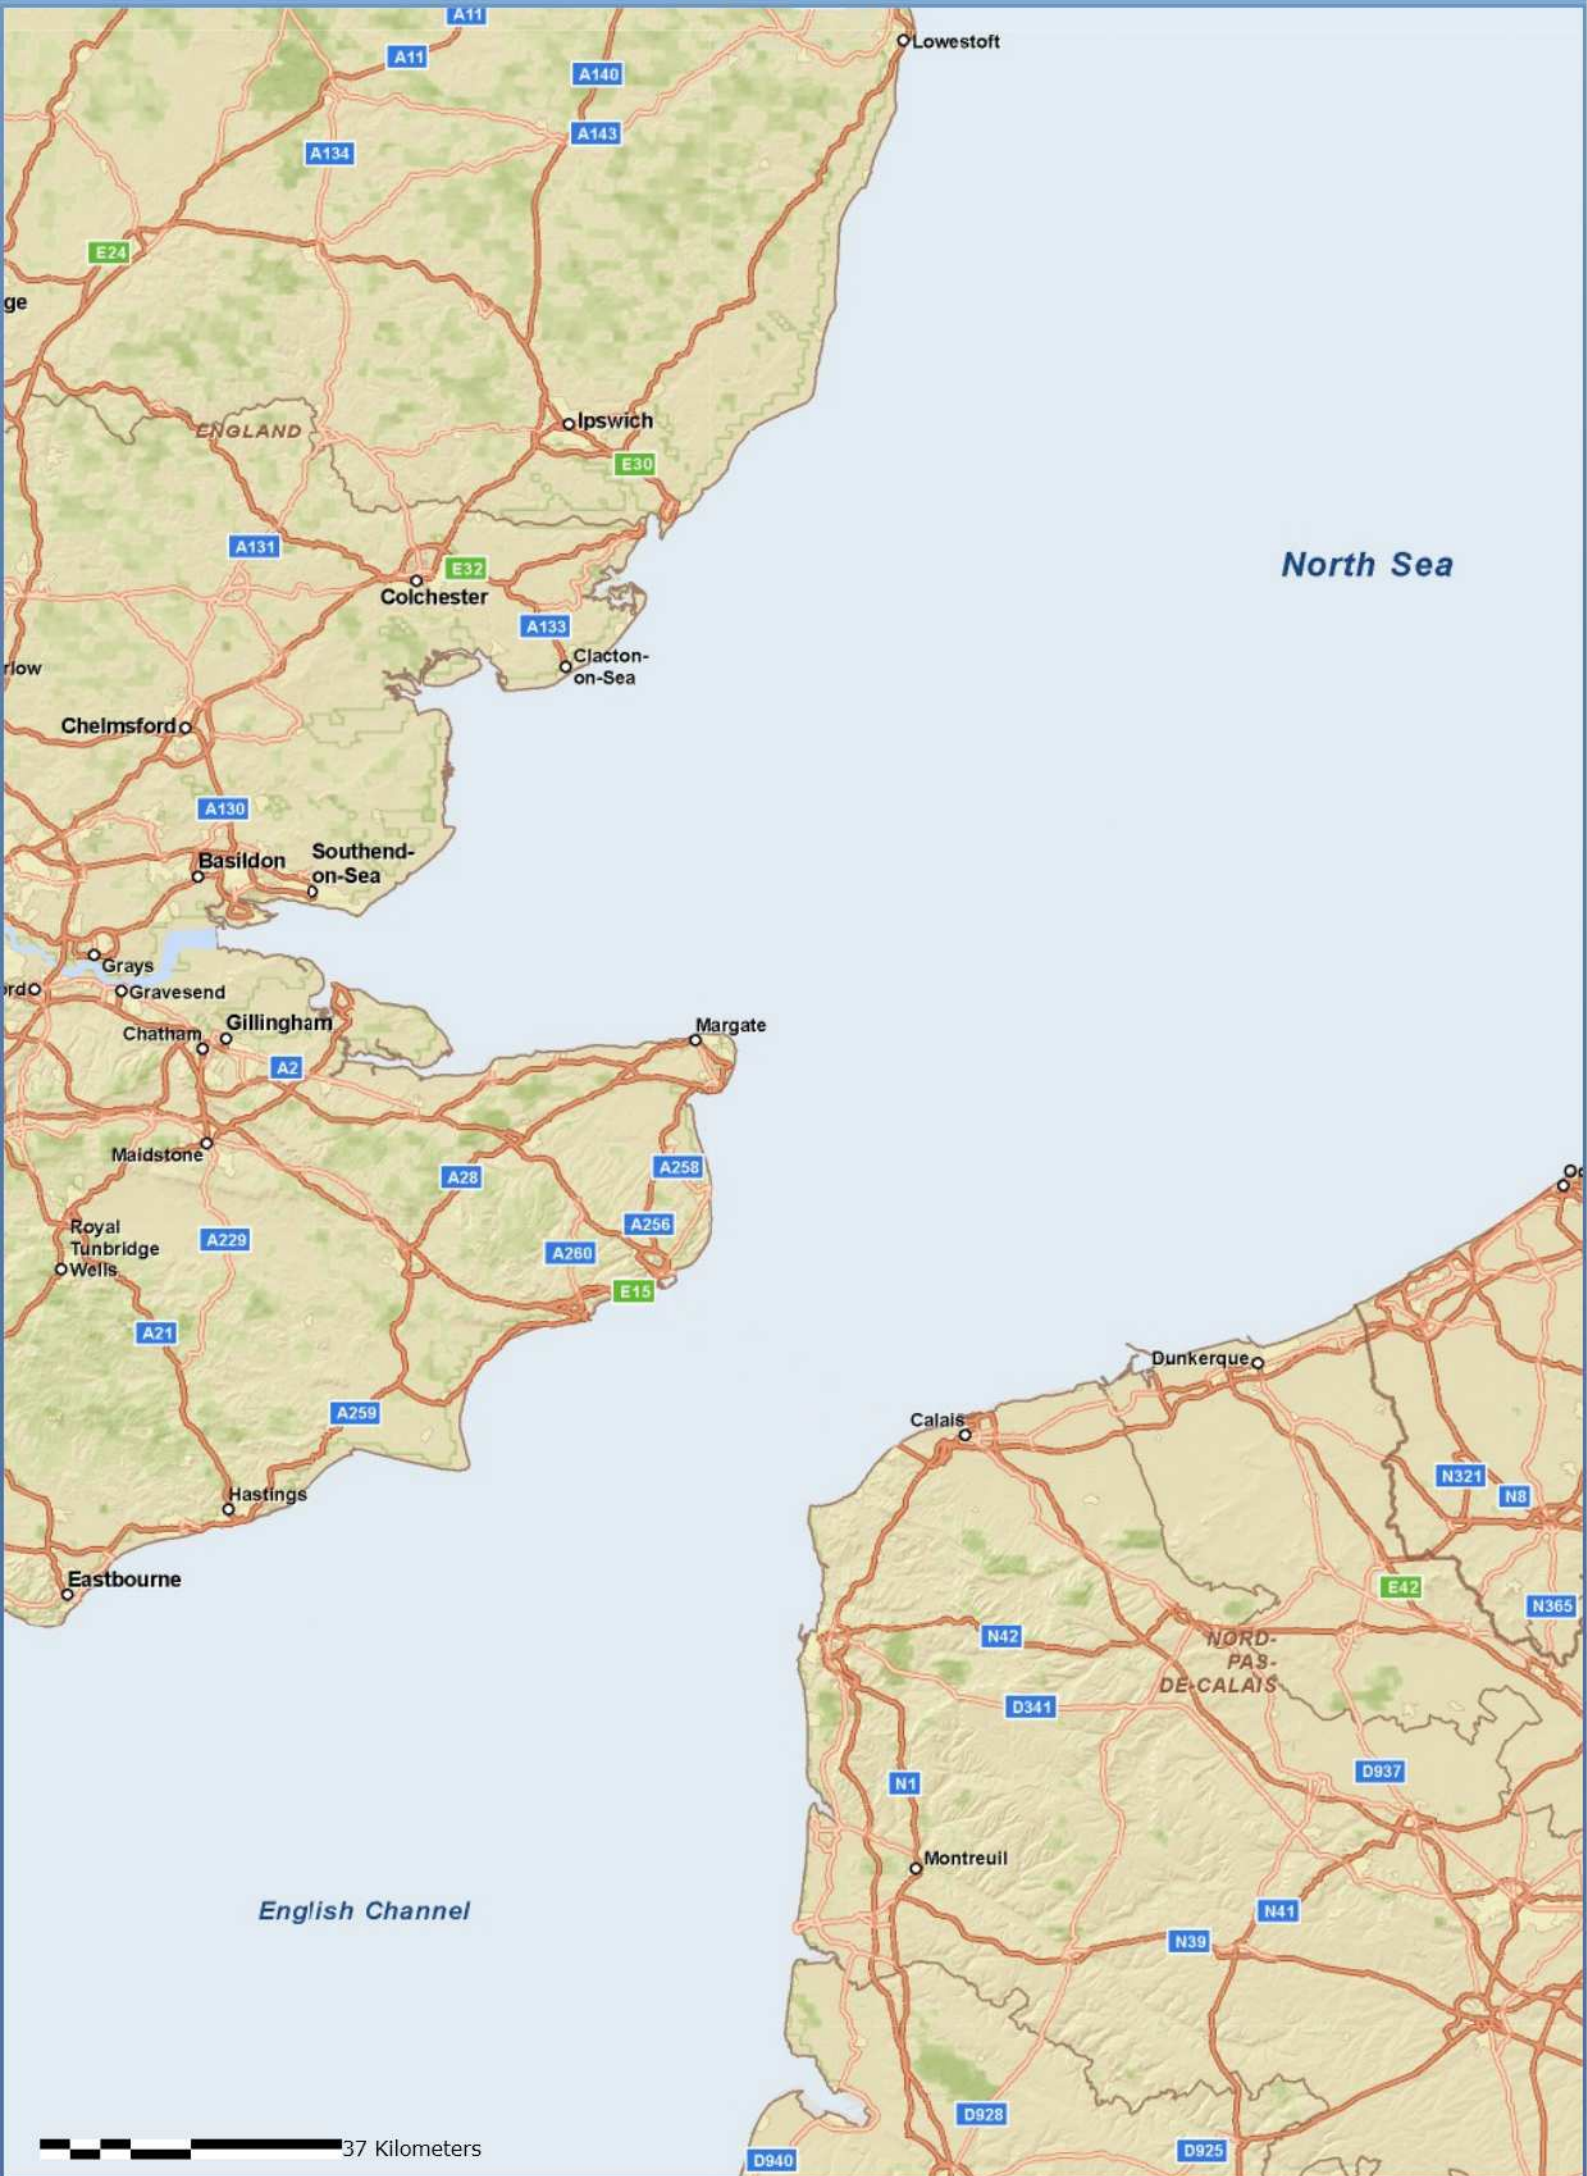 A11
Lowestoft
A11
A140
A143
A134
E24
ge
Ipswich
ENGLAND
E30
A131
North Sea
E32
Colchester
A133
Clacton-
on-Sea
rlow
Chelmsford
A130
Southend-
on-Sea
Basildon
Grays
ord
Gravesend
Gillingham
Chatham
Margate
A2
Maidstone
A258
A28
Royal
Tunbridge
Wells
A256
A229
A260
E15
A21
Dunkerque
A259
Calais
N321
Hastings
N8
Eastbourne
E42
N365
N42
NORD-
PAS-
DE-CALAIS
D341
D937
N1
Montreuil
English Channel
N41
N39
D928
37 Kilometers
D925
D940